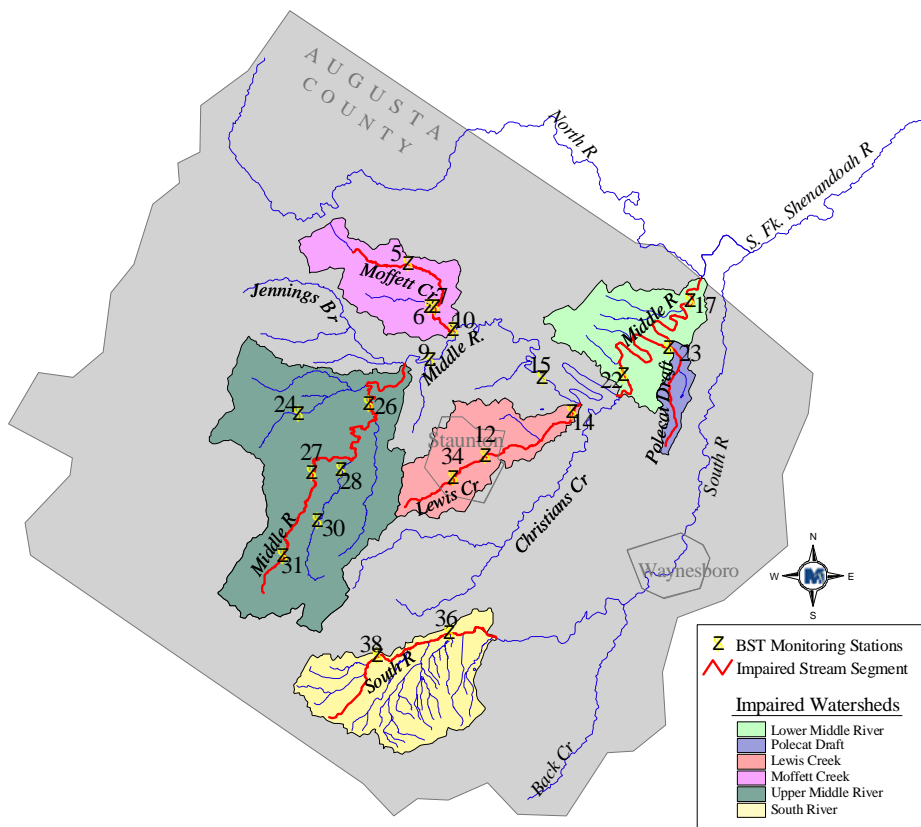 AUGUSTA
COUNTY
North R
S. Fk. Shenandoah R
5
Moffett Cr
7
6
10
Jennings Br
9
Middle R.
15
Middle R
17
22
23
Polecat Draft
24
26
14
Staunton
12
34
Lewis Cr
27
28
30
Middle R
31
Christians Cr
South R
Waynesboro
36
38
South R
Back Cr
N
W
M
E
S
Z BST Monitoring Stations
Impaired Stream Segment
Impaired Watersheds
Lower Middle River
Polecat Draft
Lewis Creek
Moffett Creek
Upper Middle River
South River